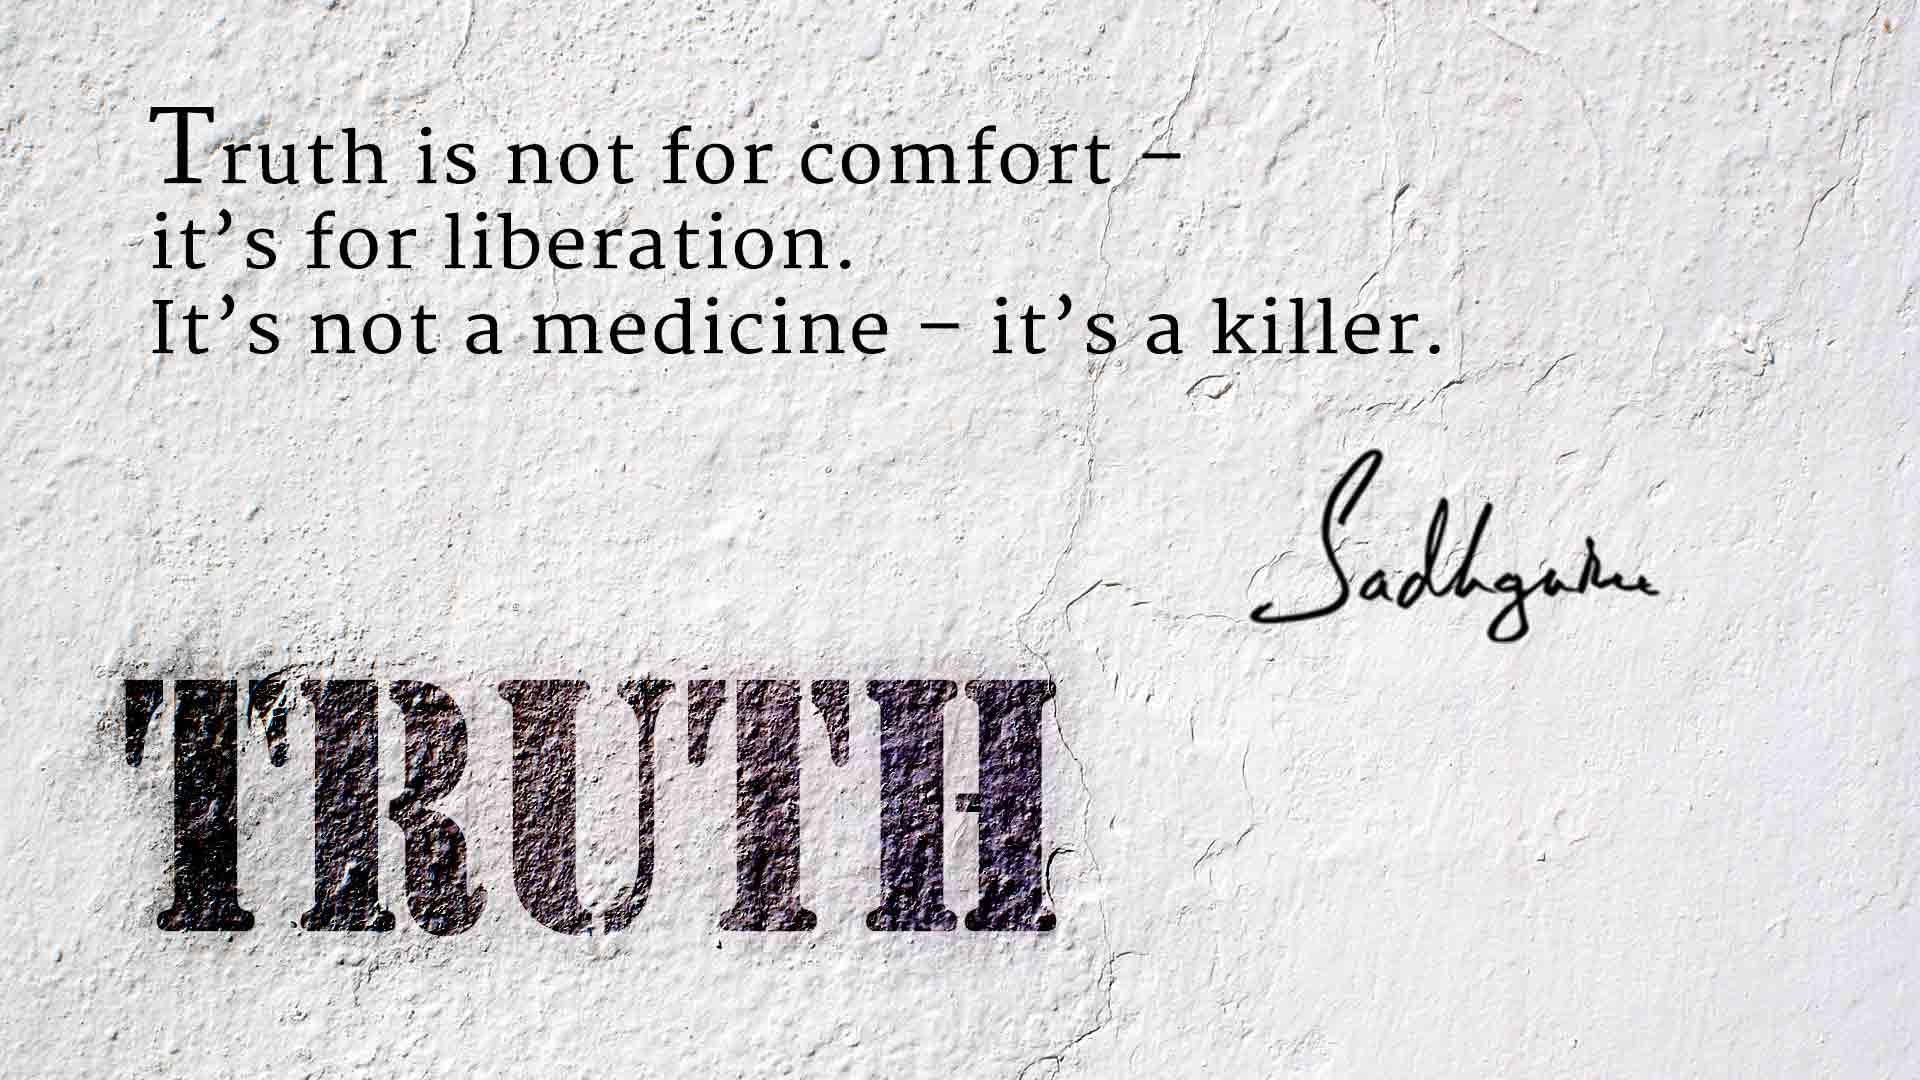 Truth is not for comfort –
it’s for liberation.
It’s not a medicine – it’s a killer.
Sadhguru
TRUTH